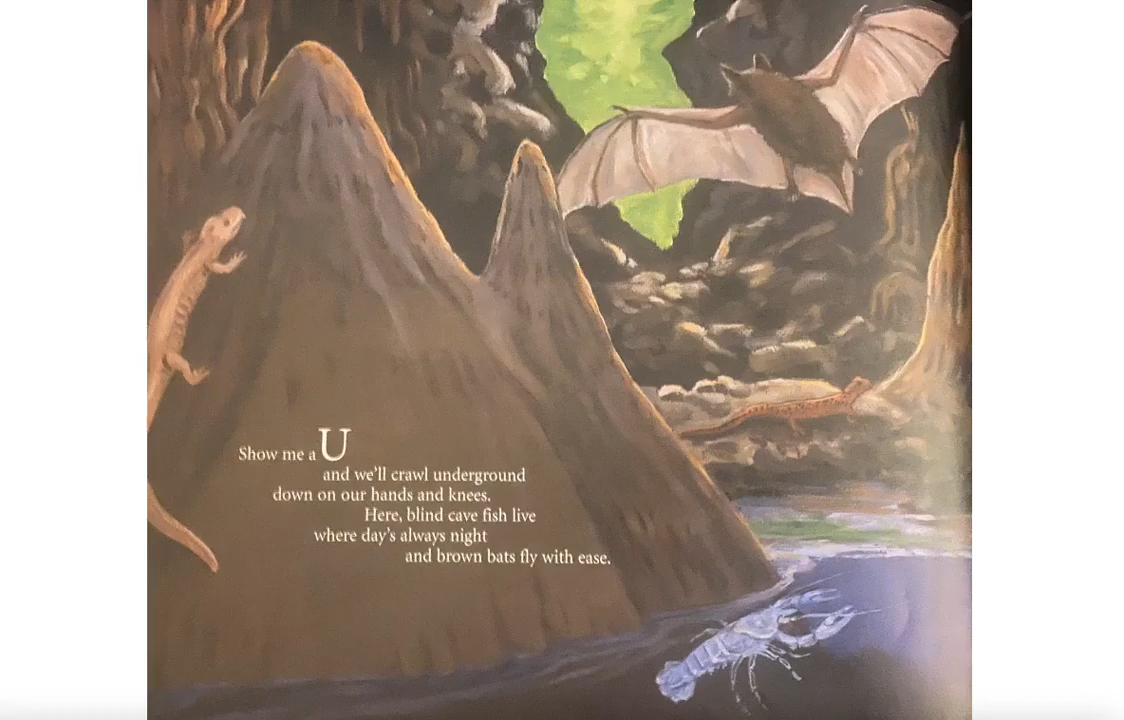 Show me a U
and we'll crawl underground
down on our hands and knees.
Here, blind cave fish live
where day's always night
and brown bats fly with ease.